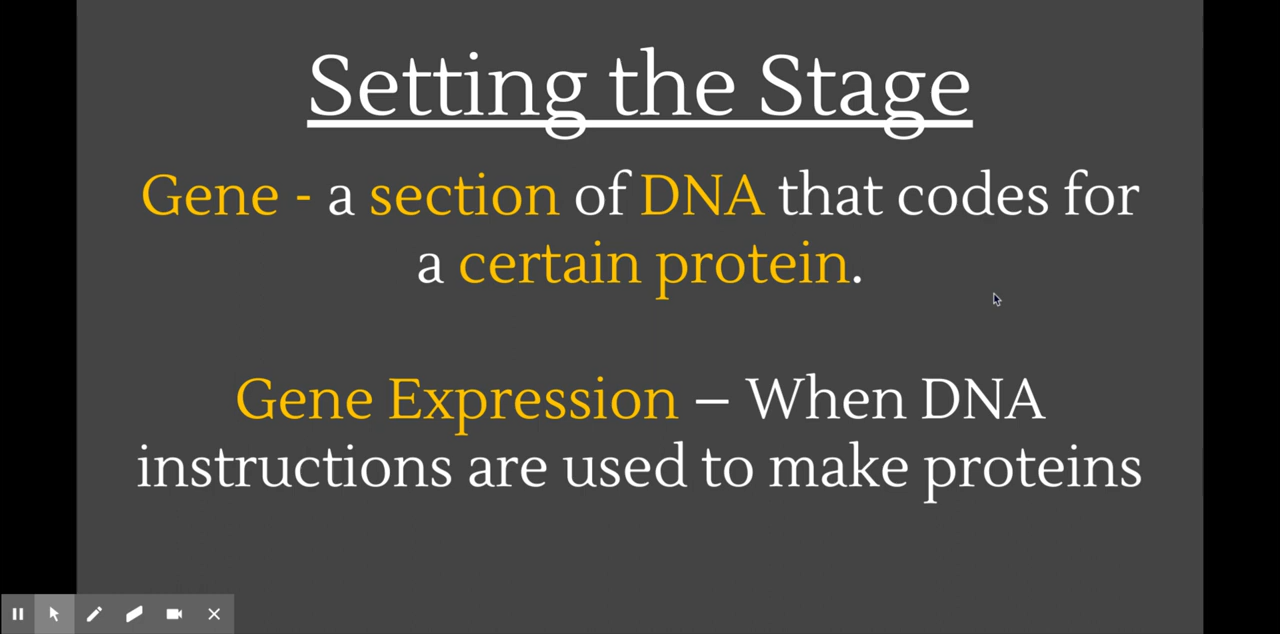 Setting the Stage
Gene - a section of DNA that codes for
a certain protein.
Gene Expression – When DNA
instructions are used to make proteins